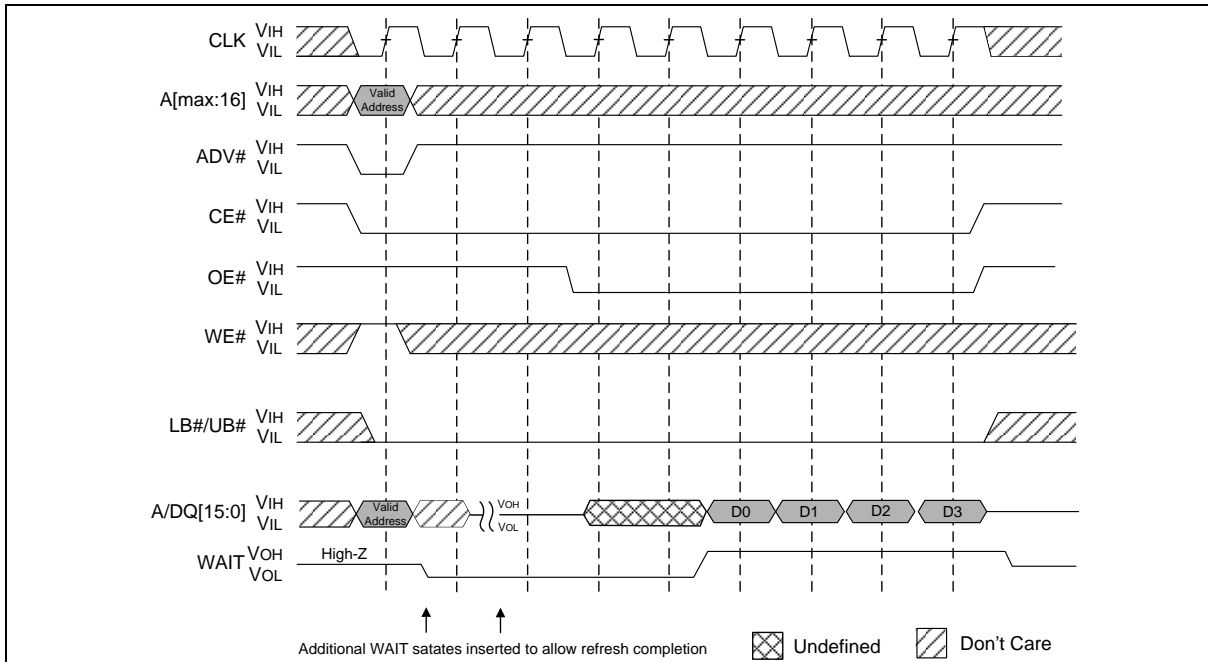 CLK VIH
VIL
A[max:16] VIH
VIL
Valid
Address
ADV# VIH
VIL
CE# VIH
VIL
OE# VIH
VIL
WE# VIH
VIL
LB#/UB# VIH
VIL
A/DQ[15:0] VIH
VIL
Valid
Address
VOH
VOL
D0 D1 D2 D3
WAIT VOH
VOL
High-Z
Additional WAIT satates inserted to allow refresh completion
Undefined Don't Care